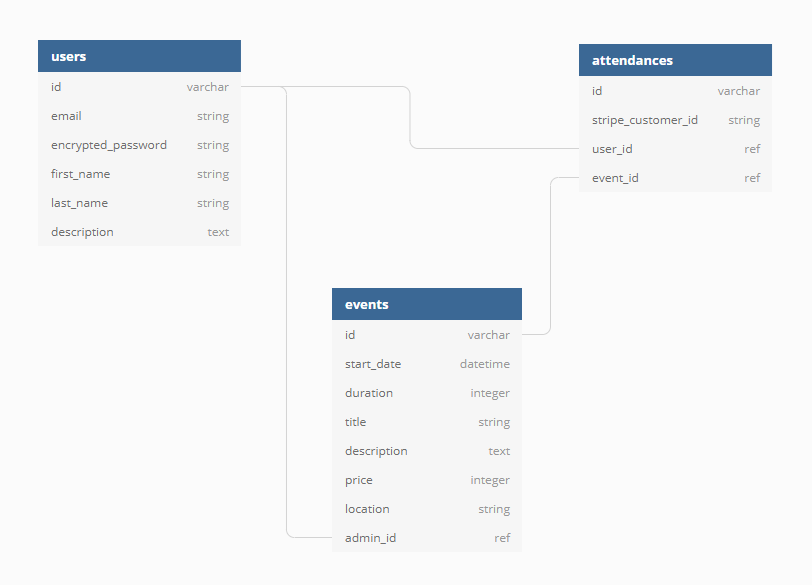 users
id varchar
email string
encrypted_password string
first_name string
last_name string
description text
attendances
id varchar
stripe_customer_id string
user_id ref
event_id ref
events
id varchar
start_date datetime
duration integer
title string
description text
price integer
location string
admin_id ref